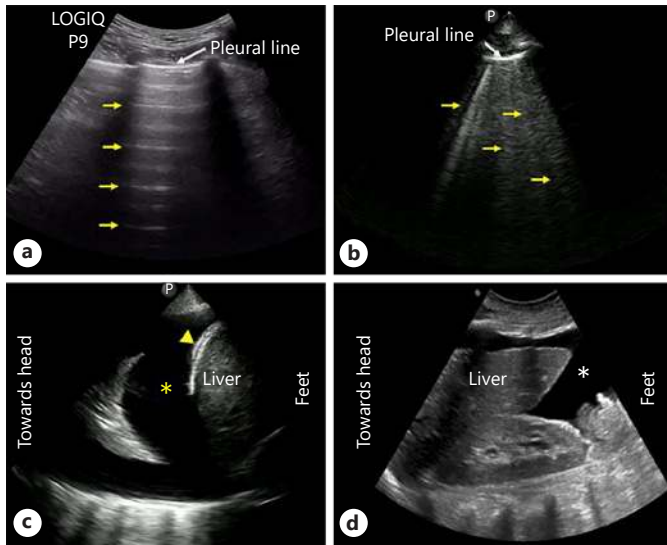 LOGIQ
P9
Pleural line
a
P
Pleural line
b
P
Towards head
*
Liver
Feet
c
Towards head
Liver
*
Feet
d